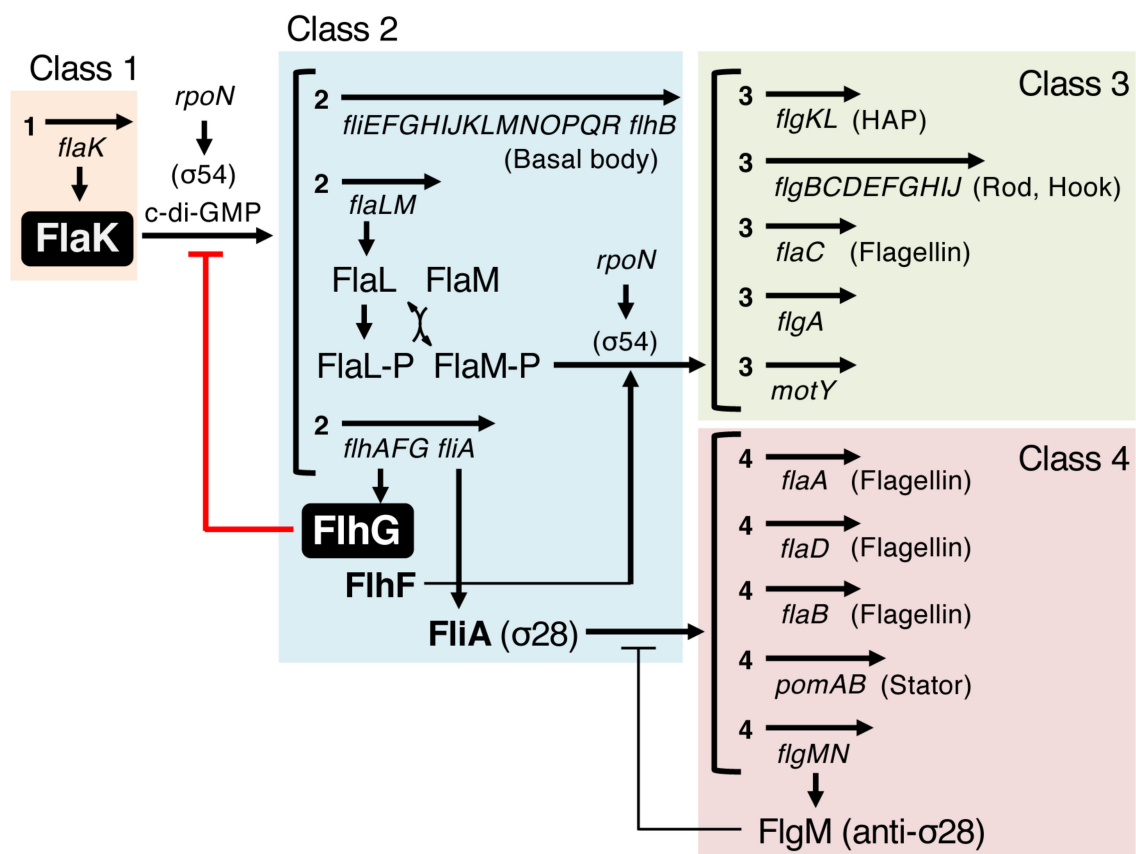 Class 1
1
flaK
FlaK
rpoN
(σ54)
c-di-GMP
Class 2
2
fliEFGHIJKLMNOPQR flhB
(Basal body)
2
flaLM
FlaL FlaM
FlaL-P FlaM-P
rpoN
(σ54)
2
flhAFG fliA
FlhG
FlhF
FliA (σ28)
Class 3
3
flgKL (HAP)
3
flgBCDEFGHIJ (Rod, Hook)
3
flaC (Flagellin)
3
flgA
3
motY
Class 4
4
flaA (Flagellin)
4
flaD (Flagellin)
4
flaB (Flagellin)
4
pomAB (Stator)
4
flgMN
FlgM (anti-σ28)